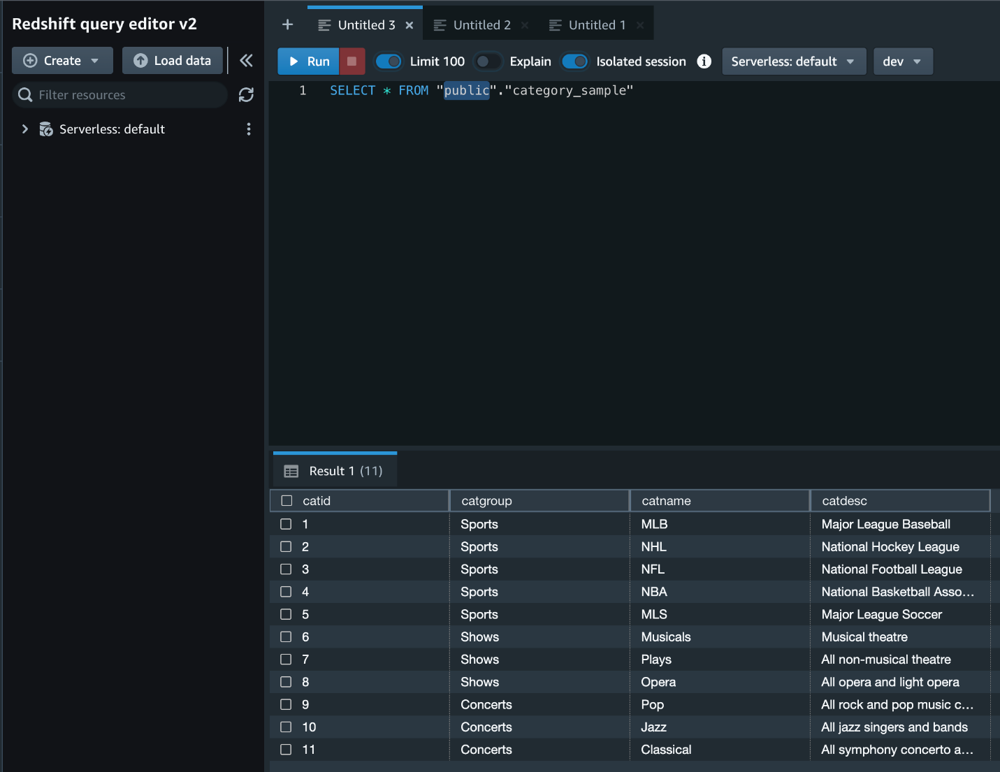 Redshift query editor v2
Create
Load data
Filter resources
Serverless: default
Untitled 3
Untitled 2
Untitled 1
Run
Limit 100
Explain
Isolated session
Serverless: default
dev
1 SELECT * FROM "public"."category_sample"
Result 1 (11)
catid catgroup catname catdesc
1 Sports MLB Major League Baseball
2 Sports NHL National Hockey League
3 Sports NFL National Football League
4 Sports NBA National Basketball Asso...
5 Sports MLS Major League Soccer
6 Shows Musicals Musical theatre
7 Shows Plays All non-musical theatre
8 Shows Opera All opera and light opera
9 Concerts Pop All rock and pop music c...
10 Concerts Jazz All jazz singers and bands
11 Concerts Classical All symphony concerto a...